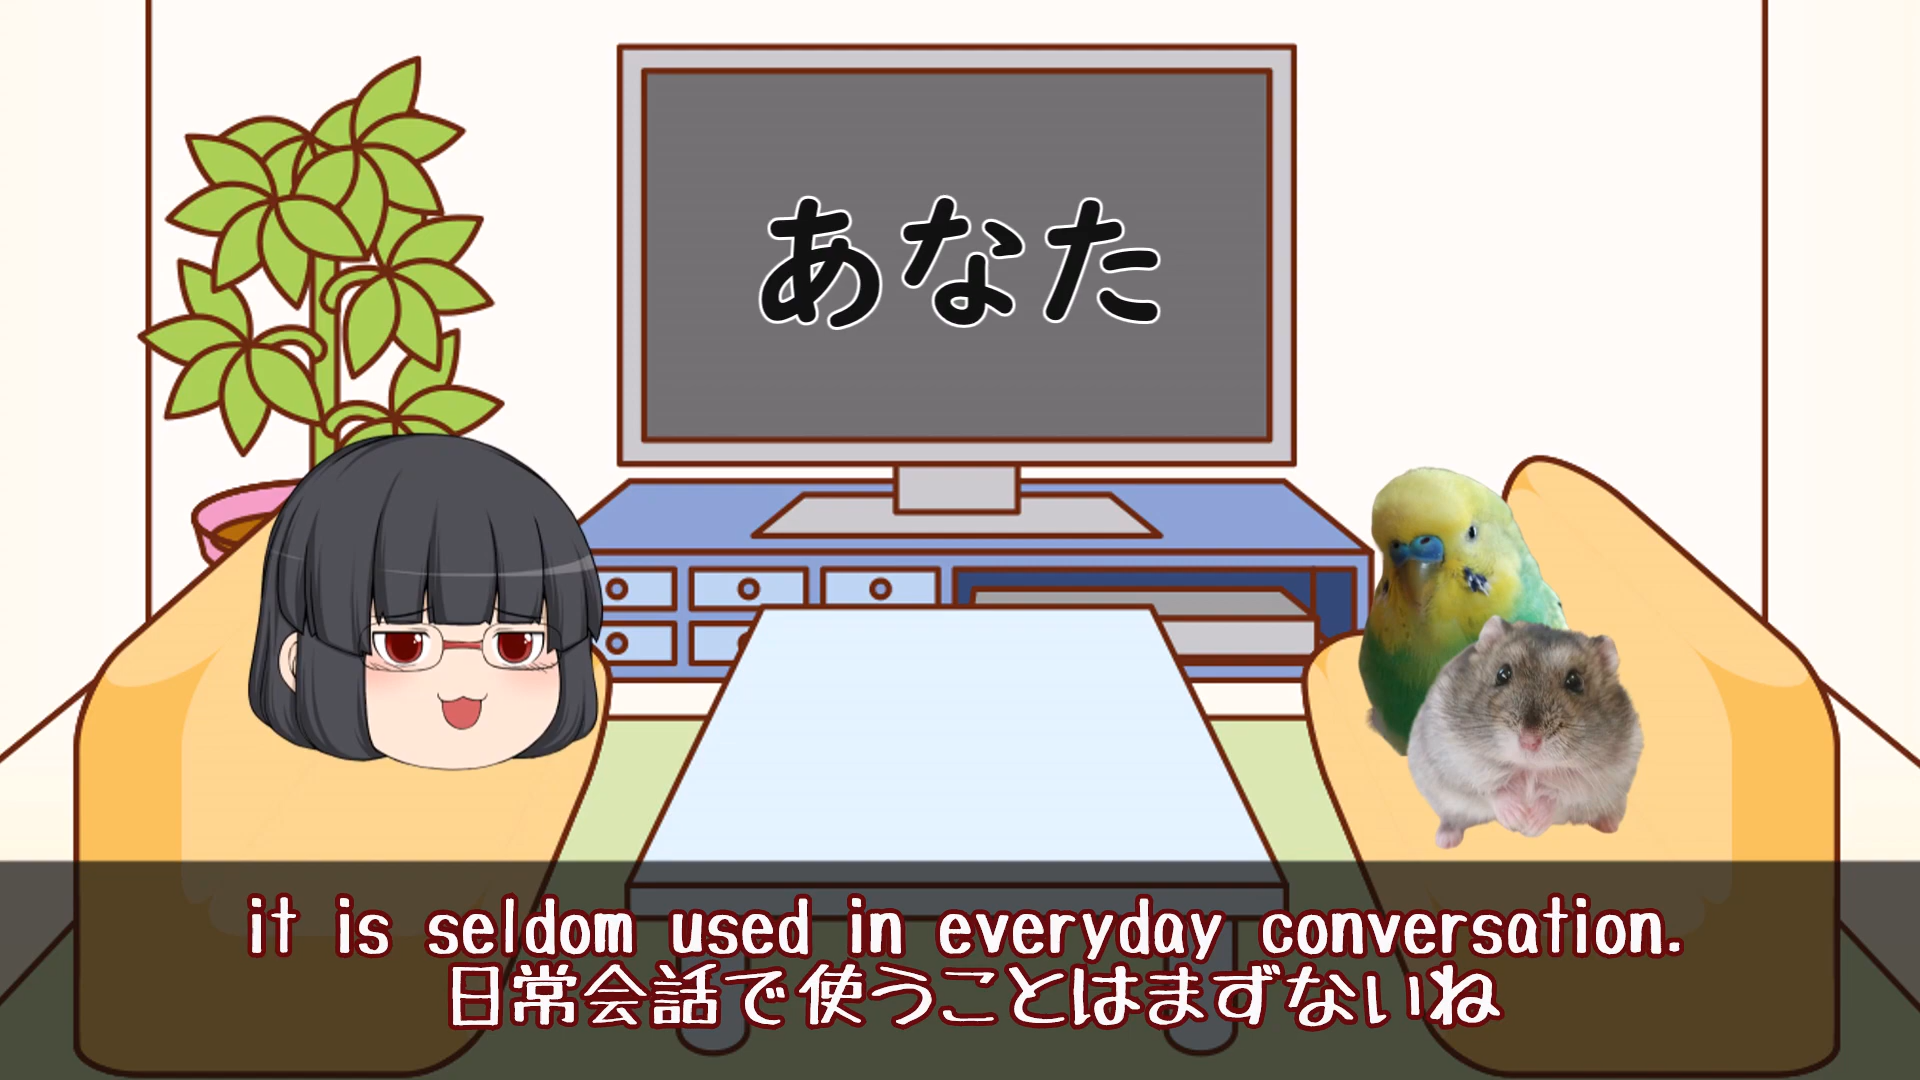 あなた
it is seldom used in everyday conversation.
日常会話で使うことはまずないね